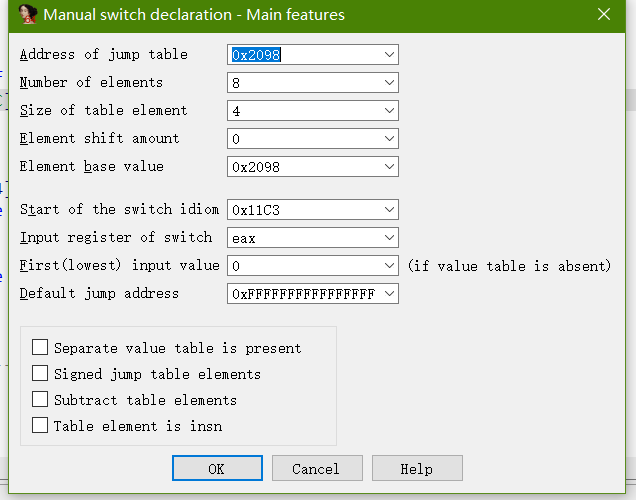 Manual switch declaration - Main features
Address of jump table 0x2098
Number of elements 8
Size of table element 4
Element shift amount 0
Element base value 0x2098
Start of the switch idiom 0x11C3
Input register of switch eax
First(lowest) input value 0 (if value table is absent)
Default jump address 0xFFFFFFFFFFFFFFFF
Separate value table is present
Signed jump table elements
Subtract table elements
Table element is insn
OK Cancel Help